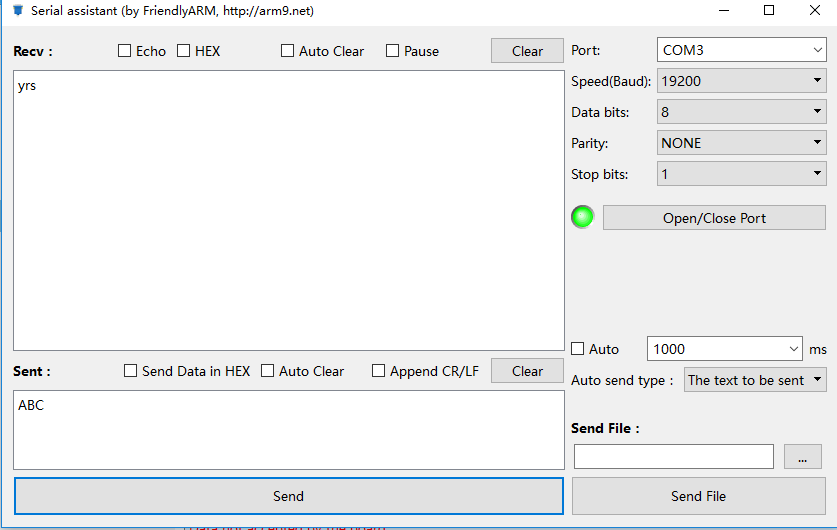 Serial assistant (by FriendlyARM, http://arm9.net)
Recv : Echo HEX Auto Clear Pause Clear
yrs
Port: COM3
Speed(Baud): 19200
Data bits: 8
Parity: NONE
Stop bits: 1
Open/Close Port
Auto 1000 ms
Auto send type : The text to be sent
Sent : Send Data in HEX Auto Clear Append CR/LF Clear
ABC
Send
Send File :
...
Send File